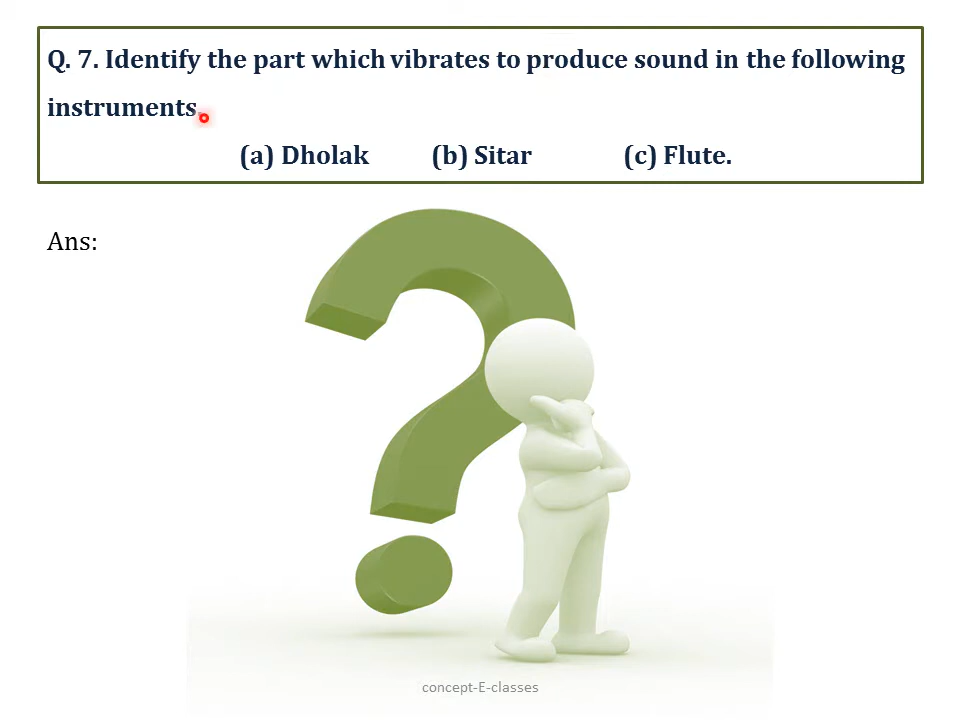 Q. 7. Identify the part which vibrates to produce sound in the following
instruments.
(a) Dholak (b) Sitar (c) Flute.
Ans:
concept-E-classes